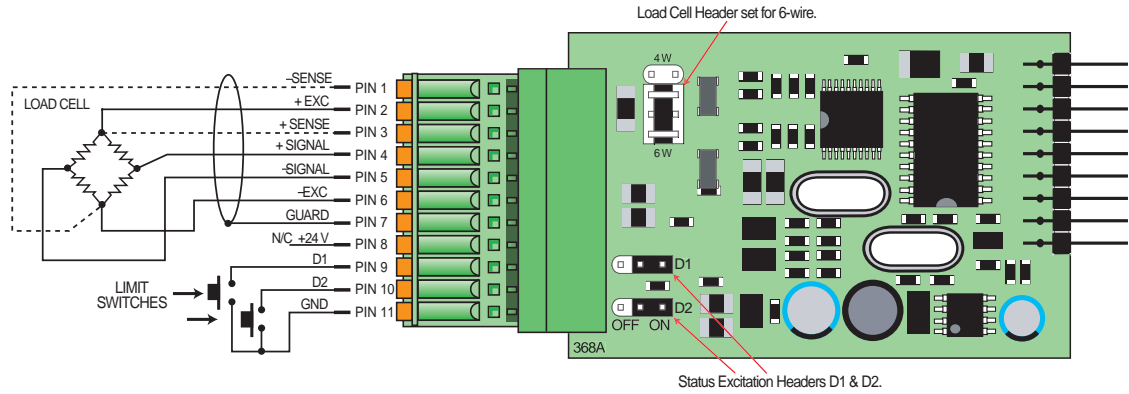 Load Cell Header set for 6-wire.
4W
–SENSE PIN 1
LOAD CELL
+ EXC PIN 2
+ SENSE PIN 3
+ SIGNAL PIN 4
–SIGNAL PIN 5
6W
–EXC PIN 6
GUARD PIN 7
N/C +24 V PIN 8
D1 PIN 9
D1
LIMIT
SWITCHES
D2 PIN 10
GND PIN 11
D2
OFF ON
368A
Status Excitation Headers D1 & D2.